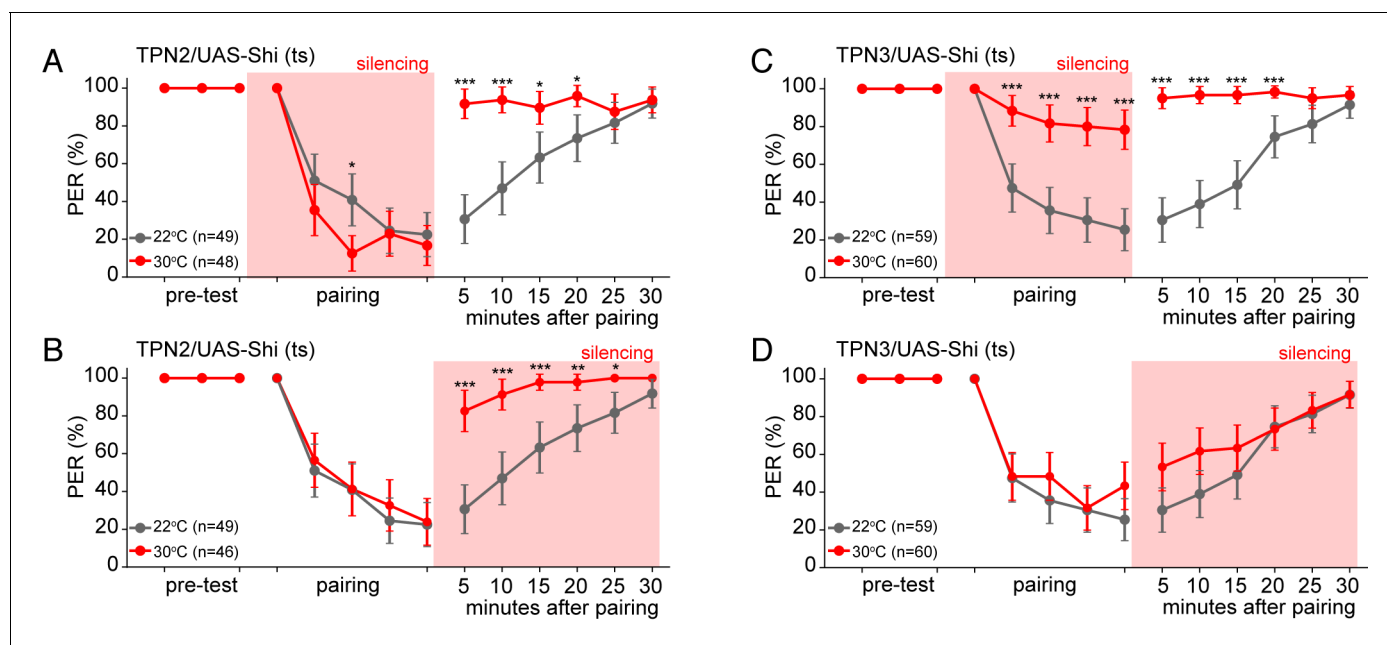 A
TPN2/UAS-Shi (ts)
silencing
PER (%)
100
80
60
40
20
0
***
***
*
*
*
22°C (n=49)
30°C (n=48)
pre-test
pairing
5 10 15 20 25 30
minutes after pairing
B
TPN2/UAS-Shi (ts)
silencing
PER (%)
100
80
60
40
20
0
***
***
***
**
*
22°C (n=49)
30°C (n=46)
pre-test
pairing
5 10 15 20 25 30
minutes after pairing
C
TPN3/UAS-Shi (ts)
silencing
PER (%)
100
80
60
40
20
0
***
***
***
***
***
***
***
***
22°C (n=59)
30°C (n=60)
pre-test
pairing
5 10 15 20 25 30
minutes after pairing
D
TPN3/UAS-Shi (ts)
silencing
PER (%)
100
80
60
40
20
0
22°C (n=59)
30°C (n=60)
pre-test
pairing
5 10 15 20 25 30
minutes after pairing